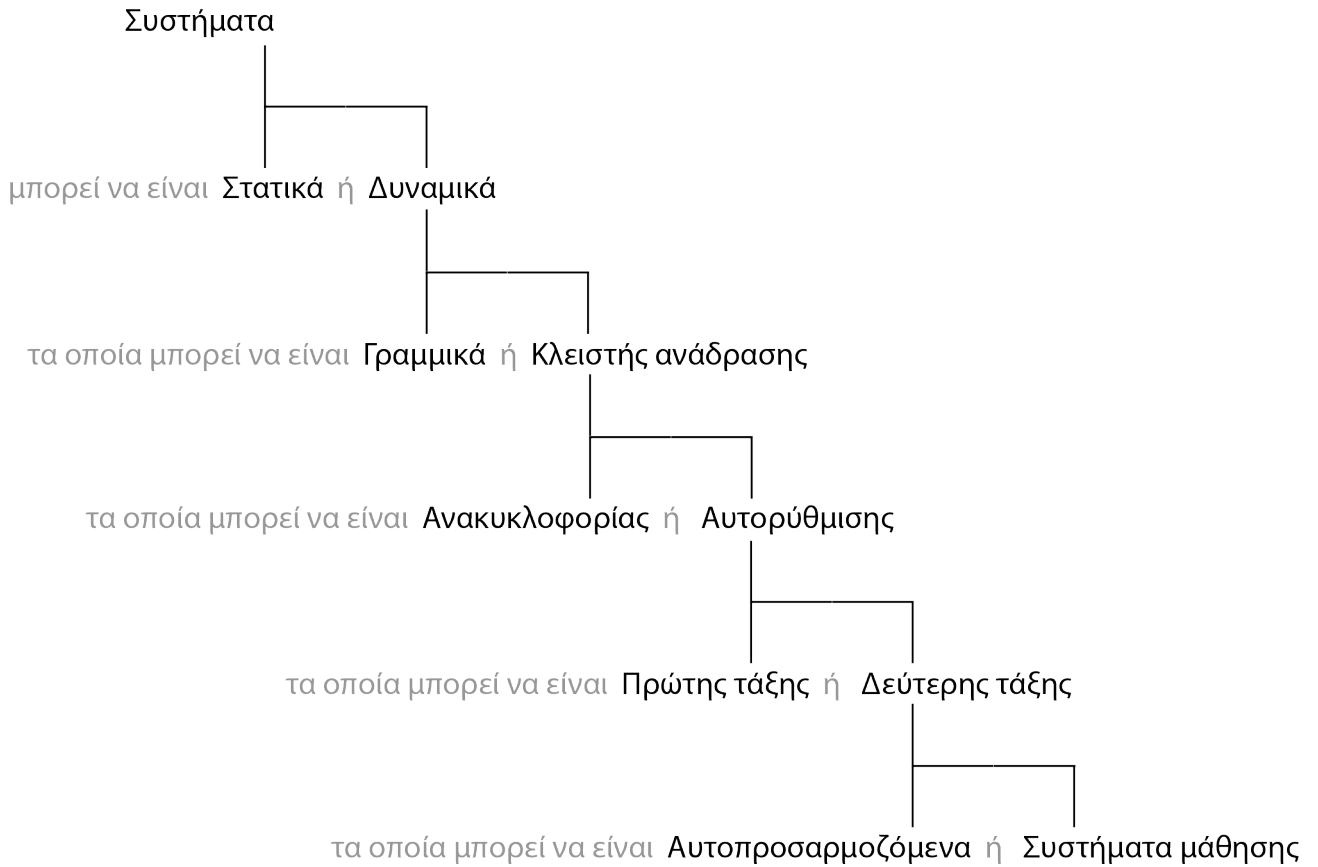 Συστήματα
μπορεί να είναι Στατικά ή Δυναμικά
τα οποία μπορεί να είναι Γραμμικά ή Κλειστής ανάδρασης
τα οποία μπορεί να είναι Ανακυκλοφορίας ή Αυτορύθμισης
τα οποία μπορεί να είναι Πρώτης τάξης ή Δεύτερης τάξης
τα οποία μπορεί να είναι Αυτοπροσαρμοζόμενα ή Συστήματα μάθησης